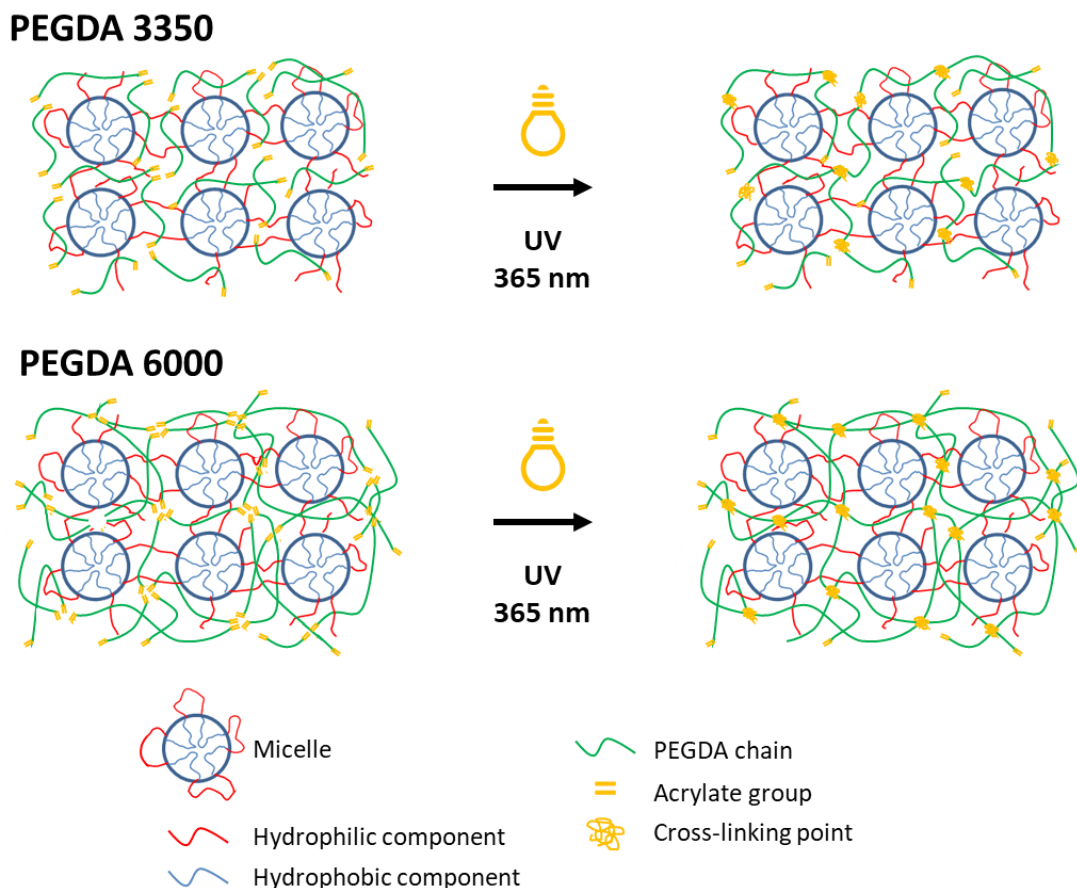 PEGDA 3350
UV
365 nm
PEGDA 6000
UV
365 nm
Micelle
Hydrophilic component
Hydrophobic component
PEGDA chain
Acrylate group
Cross-linking point